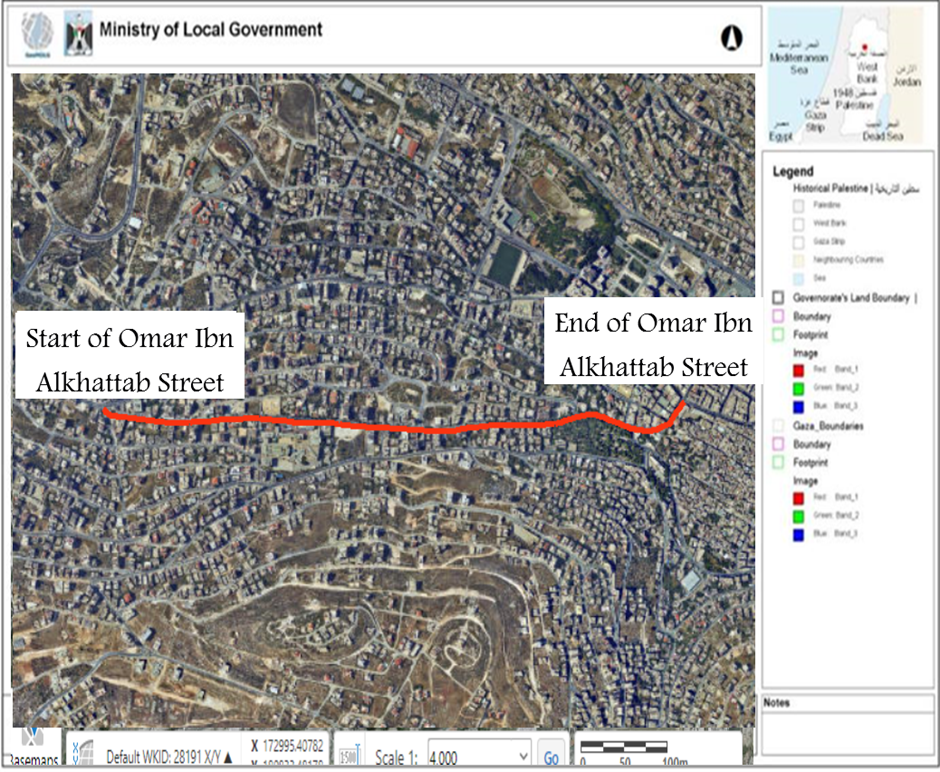 Ministry of Local Government
البحر المتوسط
Mediterranean
Sea
الضفة الغربية
West
Bank
الأردن
Jordan
1948 فلسطين
Palestine
قطاع غزة
Gaza
Strip
مصر
Egypt
البحر الميت
Dead Sea
Start of Omar Ibn
Alkhattab Street
End of Omar Ibn
Alkhattab Street
Legend
Historical Palestine | سطين التاريخية
Palestine
West Bank
Gaza Strip
Neighbouring Countries
Sea
Governorate's Land Boundary |
Boundary
Footprint
Image
Red: Band_1
Green: Band_2
Blue: Band_3
Gaza_Boundaries
Boundary
Footprint
Image
Red: Band_1
Green: Band_2
Blue: Band_3
Notes
Basemaps
Default WKID: 28191 X/Y ▲
X 172995.40782
Scale 1:
4,000
Go
0 50 100m